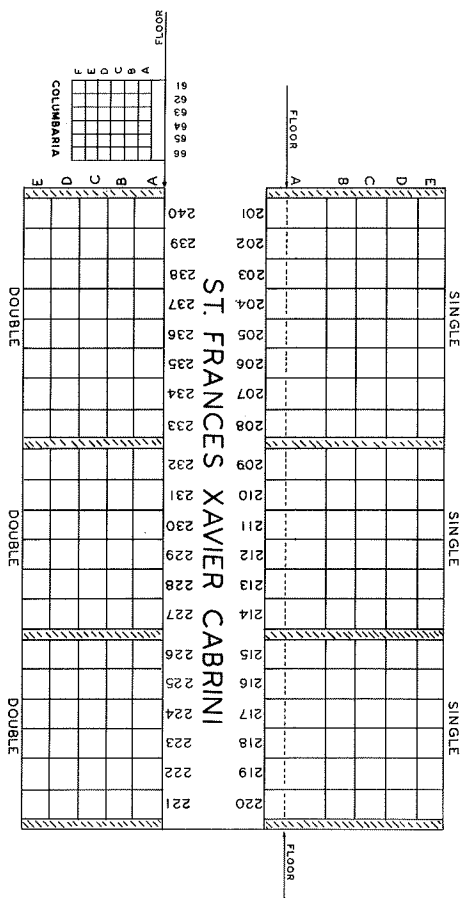 FLOOR
61 62 63 64 65 66
A
B
C
D
E
F
COLUMBARIA
FLOOR
A
B
C
D
E
A
B
C
D
E
SINGLE SINGLE SINGLE
201 202 203 204. 205 206 207 208 209 210 211 212 213 214 215 216 217 218 219 220
FLOOR
ST. FRANCES XAVIER CABRINI
240 239 238 237 236 235 234 233 232 231 230 229 228 227 226 225 224 223 222 221
DOUBLE DOUBLE DOUBLE